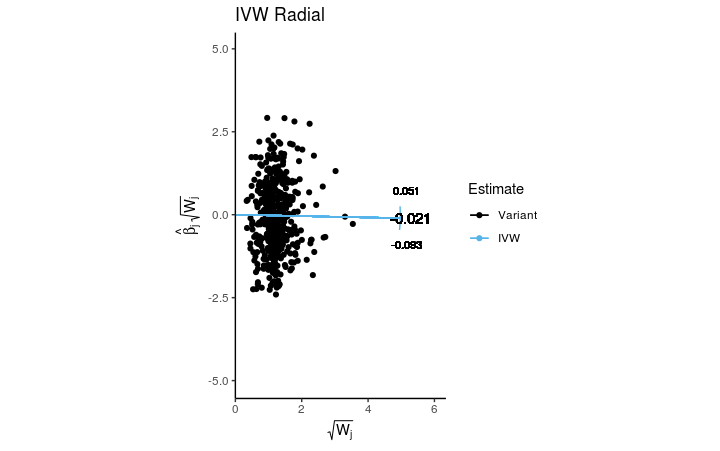 IVW Radial
5.0
2.5
0.0
-2.5
-5.0
β̂j√Wj
0.051
-0.021
-0.093
0 2 4 6
√Wj
Estimate
Variant
IVW